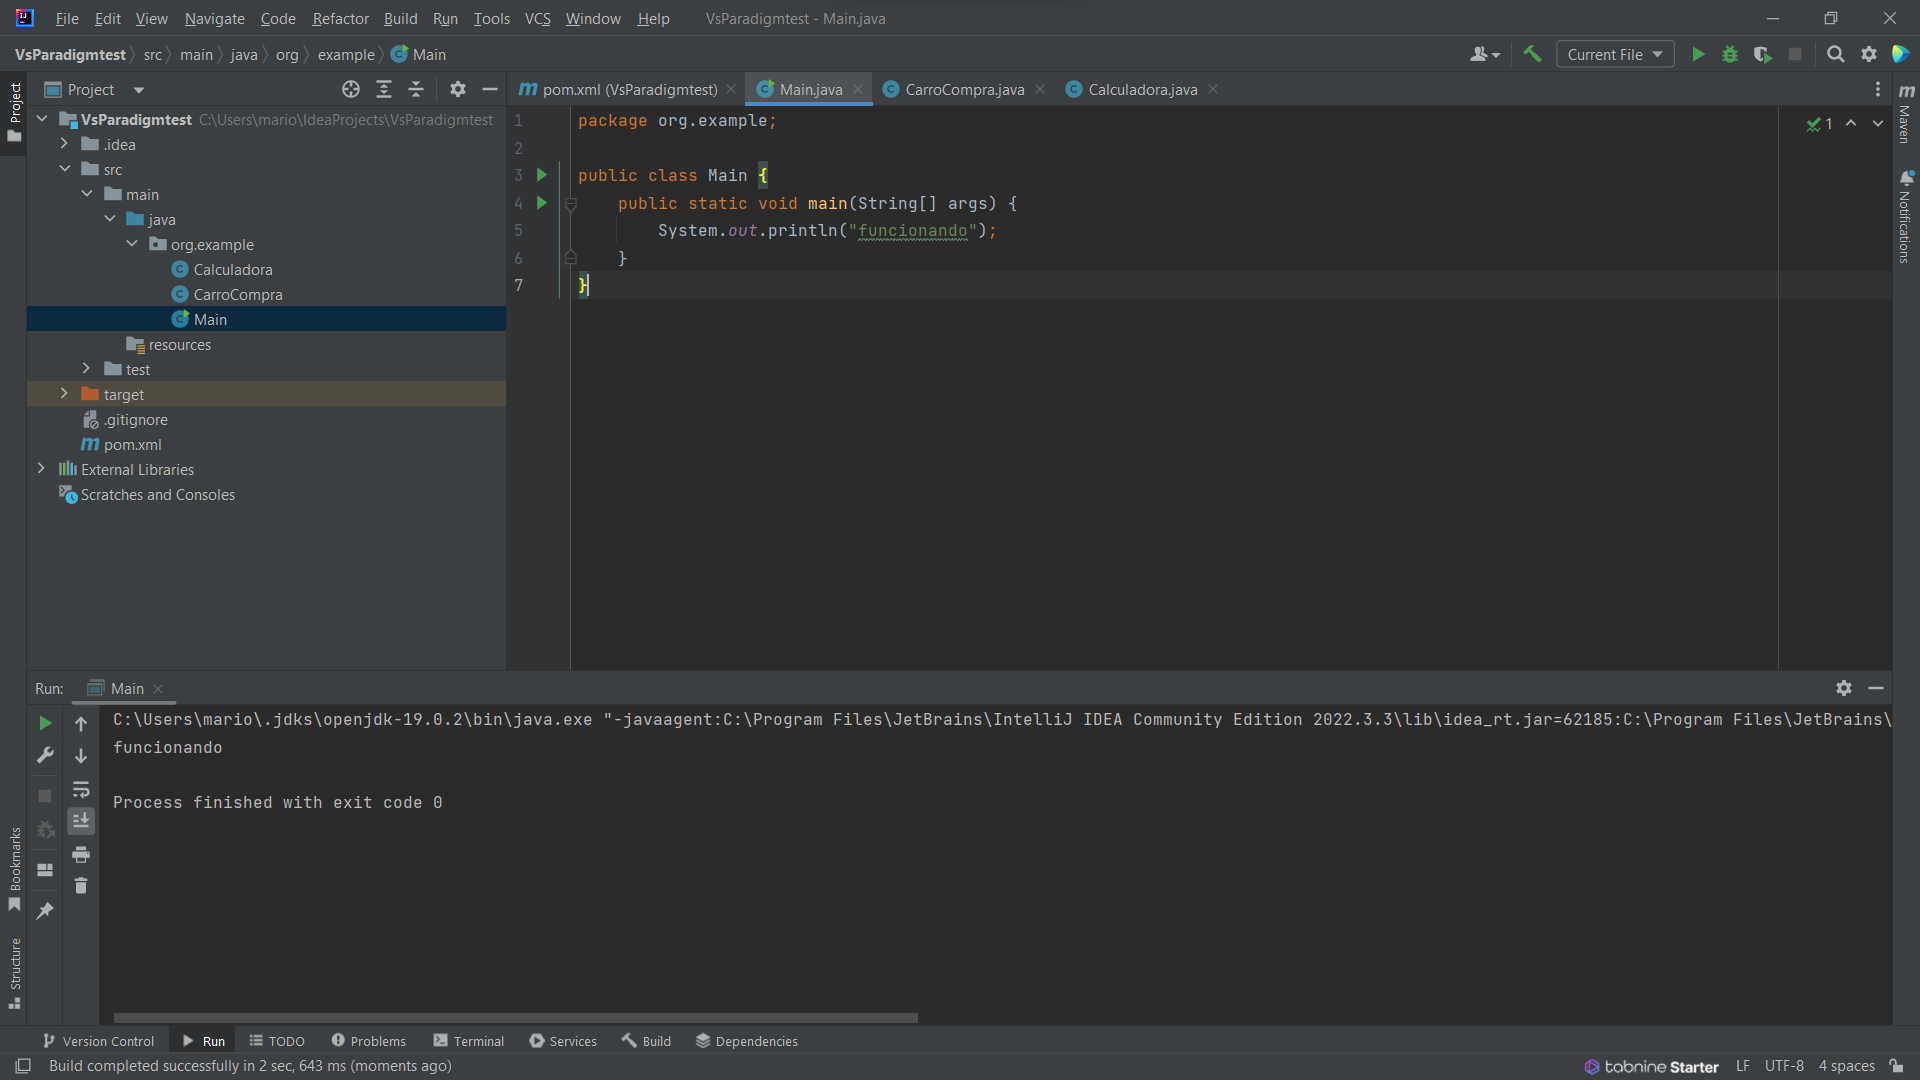 File Edit View Navigate Code Refactor Build Run Tools VCS Window Help VsParadigmtest - Main.java
VsParadigmtest src main java org example Main
Current File
Project
pom.xml (VsParadigmtest) Main.java CarroCompra.java Calculadora.java
Project
Maven
Notifications
VsParadigmtest C:\Users\mario\IdeaProjects\VsParadigmtest
.idea
src
main
java
org.example
Calculadora
CarroCompra
Main
resources
test
target
.gitignore
pom.xml
External Libraries
Scratches and Consoles
1 package org.example;
2
3 public class Main {
4 public static void main(String[] args) {
5 System.out.println("funcionando");
6 }
7 }
1
Run: Main
C:\Users\mario\.jdks\openjdk-19.0.2\bin\java.exe "-javaagent:C:\Program Files\JetBrains\IntelliJ IDEA Community Edition 2022.3.3\lib\idea_rt.jar=62185:C:\Program Files\JetBrains\
funcionando
Process finished with exit code 0
Bookmarks
Structure
Version Control Run TODO Problems Terminal Services Build Dependencies
Build completed successfully in 2 sec, 643 ms (moments ago)
tabnine Starter LF UTF-8 4 spaces